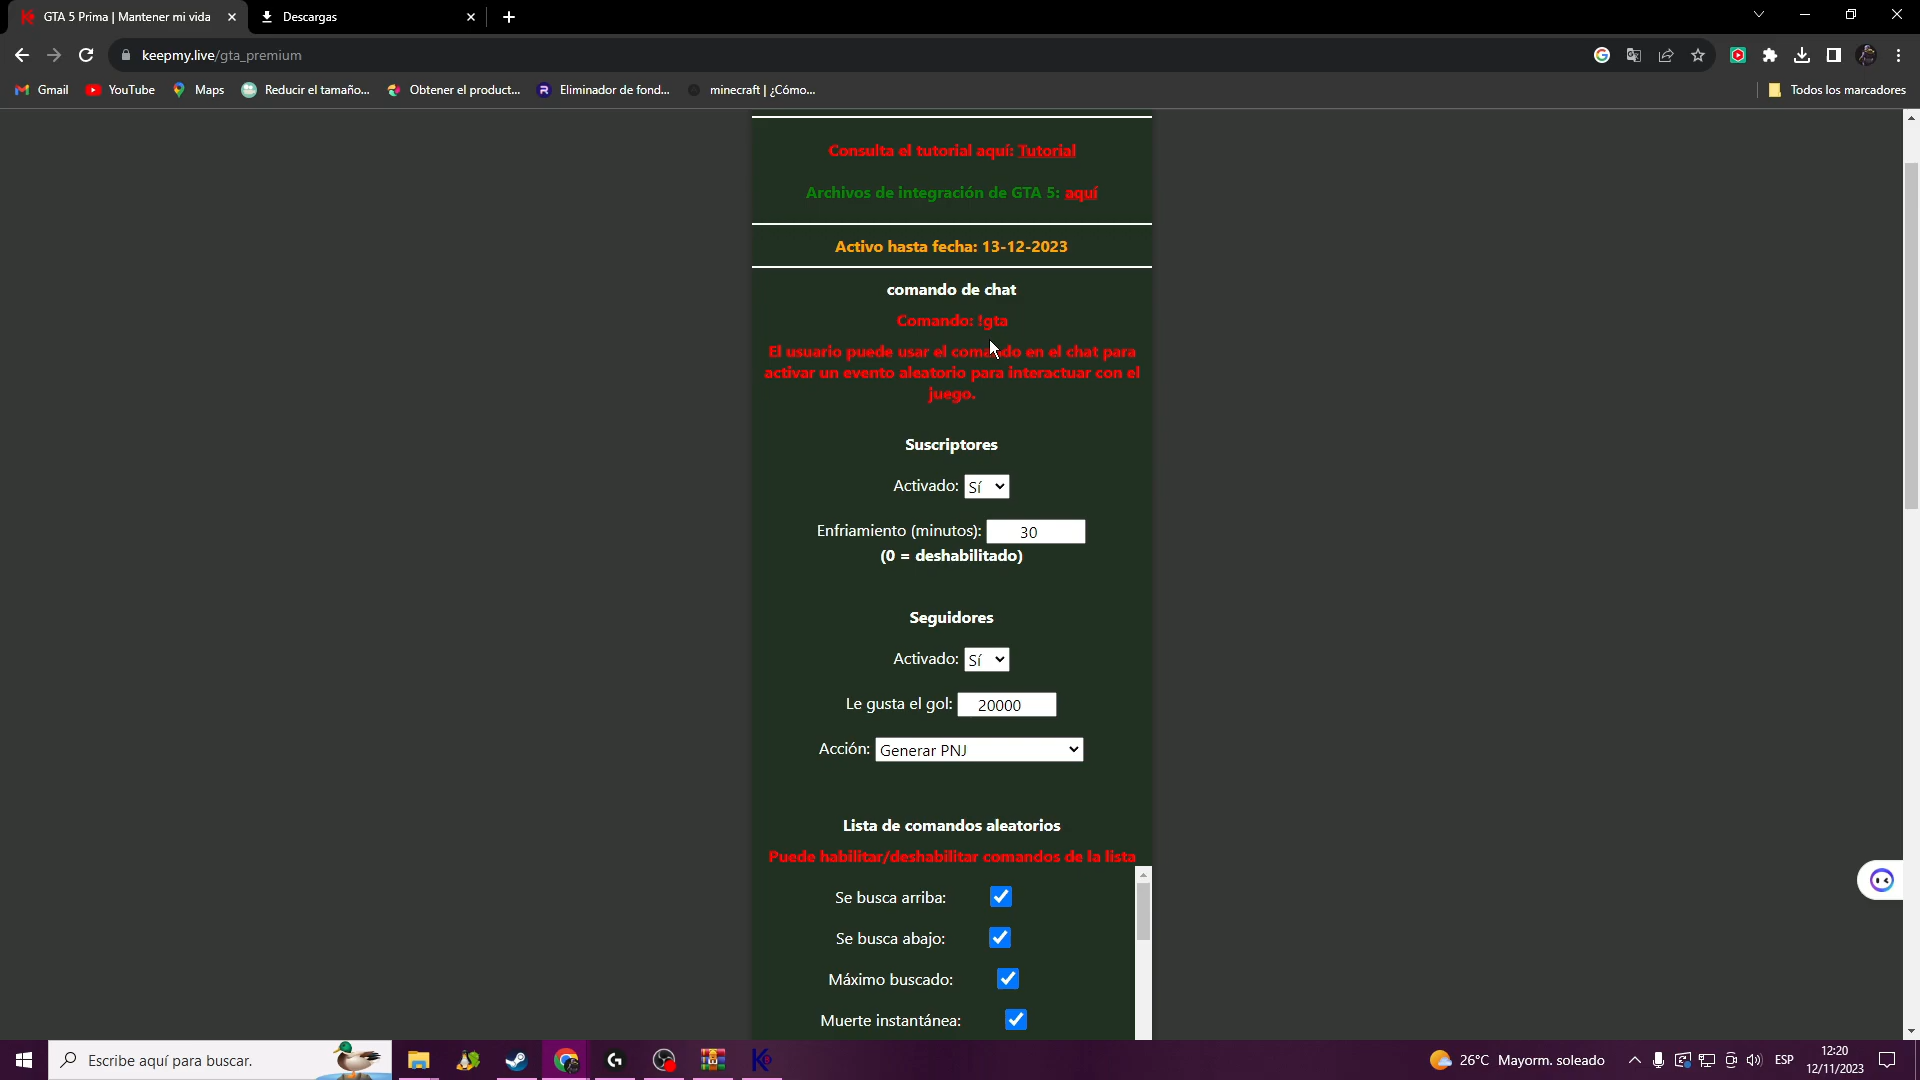 GTA 5 Prima | Mantener mi vida
Descargas
keepmy.live/gta_premium
Gmail
YouTube
Maps
Reducir el tamaño...
Obtener el product...
Eliminador de fond...
minecraft | ¿Cómo...
Todos los marcadores
Consulta el tutorial aquí: Tutorial
Archivos de integración de GTA 5: aquí
Activo hasta fecha: 13-12-2023
comando de chat
Comando: !gta
El usuario puede usar el comando en el chat para
activar un evento aleatorio para interactuar con el
juego.
Suscriptores
Activado: Sí
Enfriamiento (minutos): 30
(0 = deshabilitado)
Seguidores
Activado: Sí
Le gusta el gol: 20000
Acción: Generar PNJ
Lista de comandos aleatorios
Puede habilitar/deshabilitar comandos de la lista
Se busca arriba:
Se busca abajo:
Máximo buscado:
Muerte instantánea:
Escribe aquí para buscar.
26°C Mayorm. soleado
ESP
12:20
12/11/2023